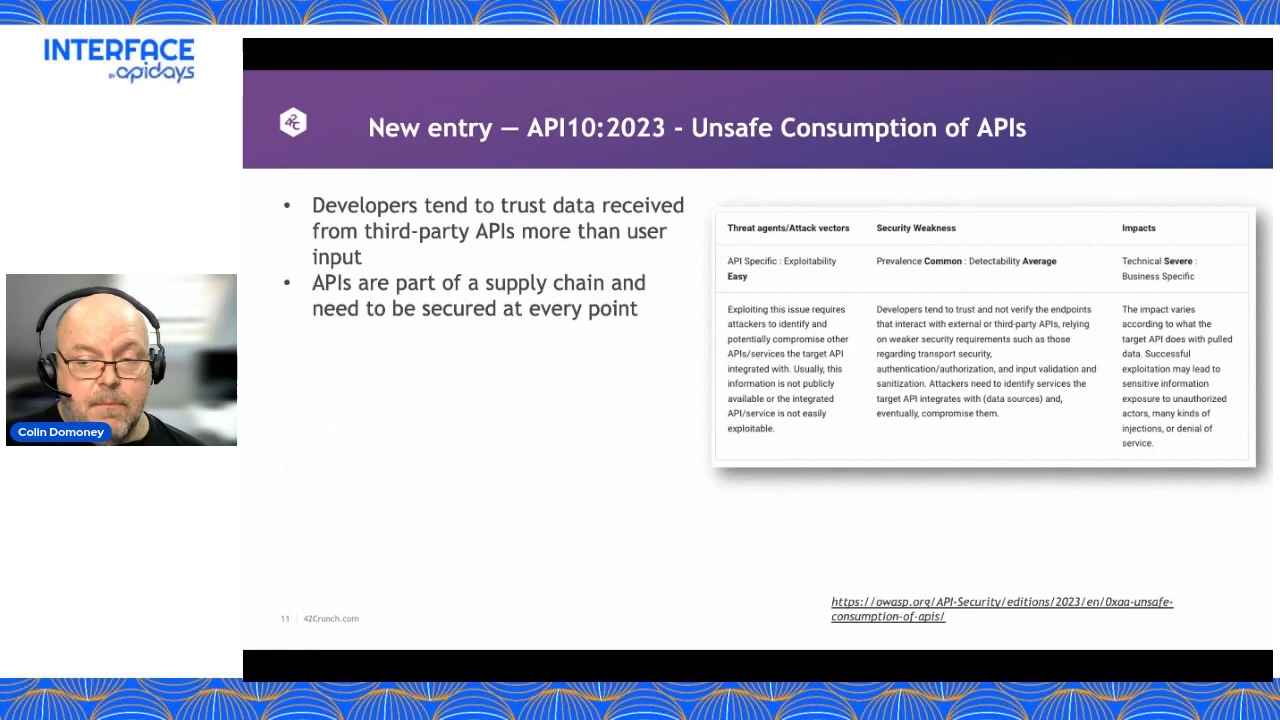 INTERFACE
BY apidays
42C
New entry — API10:2023 - Unsafe Consumption of APIs
• Developers tend to trust data received
from third-party APIs more than user
input
• APIs are part of a supply chain and
need to be secured at every point
Threat agents/Attack vectors
Security Weakness
Impacts
API Specific : Exploitability
Easy
Prevalence Common : Detectability Average
Technical Severe :
Business Specific
Exploiting this issue requires
attackers to identify and
potentially compromise other
APIs/services the target API
integrated with. Usually, this
information is not publicly
available or the integrated
API/service is not easily
exploitable.
Developers tend to trust and not verify the endpoints
that interact with external or third-party APIs, relying
on weaker security requirements such as those
regarding transport security,
authentication/authorization, and input validation and
sanitization. Attackers need to identify services the
target API integrates with (data sources) and,
eventually, compromise them.
The impact varies
according to what the
target API does with pulled
data. Successful
exploitation may lead to
sensitive information
exposure to unauthorized
actors, many kinds of
injections, or denial of
service.
Colin Domoney
https://owasp.org/API-Security/editions/2023/en/0xaa-unsafe-
consumption-of-apis/
11 | 42Crunch.com